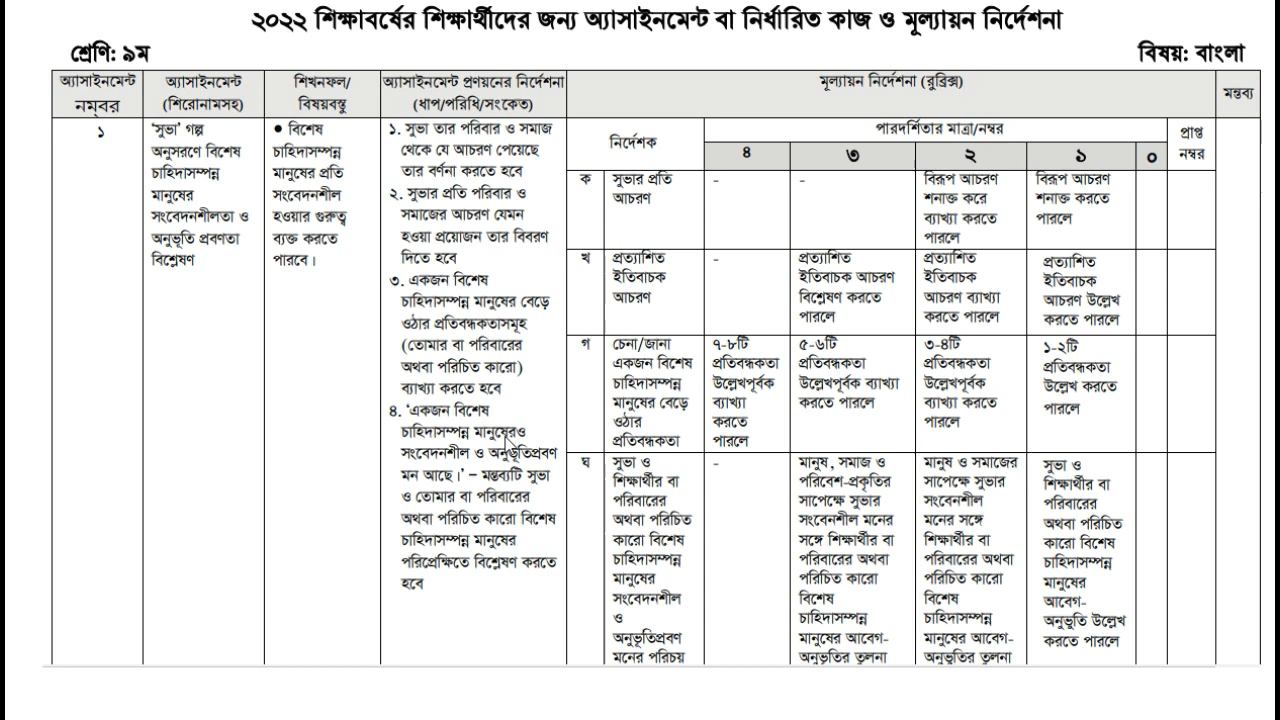 ২০২২ শিক্ষাবর্ষের শিক্ষার্থীদের জন্য অ্যাসাইনমেন্ট বা নির্ধারিত কাজ ও মূল্যায়ন নির্দেশনা
শ্রেণি: ৯ম
বিষয়: বাংলা
অ্যাসাইনমেন্ট
নম্বর
অ্যাসাইনমেন্ট
(শিরোনামসহ)
শিখনফল/
বিষয়বস্তু
অ্যাসাইনমেন্ট প্রণয়নের নির্দেশনা
(ধাপ/পরিধি/সংকেত)
মূল্যায়ন নির্দেশনা (রুব্রিক্স)
মন্তব্য
১
‘সুভা’ গল্প
অনুসরণে বিশেষ
চাহিদাসম্পন্ন
মানুষের
সংবেদনশীলতা ও
অনুভূতি প্রবণতা
বিশ্লেষণ
● বিশেষ
চাহিদাসম্পন্ন
মানুষের প্রতি
সংবেদনশীল
হওয়ার গুরুত্ব
ব্যক্ত করতে
পারবে।
১. সুভা তার পরিবার ও সমাজ
থেকে যে আচরণ পেয়েছে
তার বর্ণনা করতে হবে
২. সুভার প্রতি পরিবার ও
সমাজের আচরণ যেমন
হওয়া প্রয়োজন তার বিবরণ
দিতে হবে
৩. একজন বিশেষ
চাহিদাসম্পন্ন মানুষের বেড়ে
ওঠার প্রতিবন্ধকতাসমূহ
(তোমার বা পরিবারের
অথবা পরিচিত কারো)
ব্যাখ্যা করতে হবে
৪. ‘একজন বিশেষ
চাহিদাসম্পন্ন মানুষেরও
সংবেদনশীল ও অনুভূতিপ্রবণ
মন আছে।’ – মন্তব্যটি সুভা
ও তোমার বা পরিবারের
অথবা পরিচিত কারো বিশেষ
চাহিদাসম্পন্ন মানুষের
পরিপ্রেক্ষিতে বিশ্লেষণ করতে
হবে
নির্দেশক
পারদর্শিতার মাত্রা/নম্বর
প্রাপ্ত
নম্বর
৪ ৩ ২ ১ ০
ক
সুভার প্রতি
আচরণ
-
-
বিরূপ আচরণ
শনাক্ত করে
ব্যাখ্যা করতে
পারলে
বিরূপ আচরণ
শনাক্ত করতে
পারলে
খ
প্রত্যাশিত
ইতিবাচক
আচরণ
-
প্রত্যাশিত
ইতিবাচক আচরণ
বিশ্লেষণ করতে
পারলে
প্রত্যাশিত
ইতিবাচক
আচরণ ব্যাখ্যা
করতে পারলে
প্রত্যাশিত
ইতিবাচক
আচরণ উল্লেখ
করতে পারলে
গ
চেনা/জানা
একজন বিশেষ
চাহিদাসম্পন্ন
মানুষের বেড়ে
ওঠার
প্রতিবন্ধকতা
৭-৮টি
প্রতিবন্ধকতা
উল্লেখপূর্বক
ব্যাখ্যা
করতে
পারলে
৫-৬টি
প্রতিবন্ধকতা
উল্লেখপূর্বক ব্যাখ্যা
করতে পারলে
৩-৪টি
প্রতিবন্ধকতা
উল্লেখপূর্বক
ব্যাখ্যা করতে
পারলে
১-২টি
প্রতিবন্ধকতা
উল্লেখ করতে
পারলে
ঘ
সুভা ও
শিক্ষার্থীর বা
পরিবারের
অথবা পরিচিত
কারো বিশেষ
চাহিদাসম্পন্ন
মানুষের
সংবেদনশীল
ও
অনুভূতিপ্রবণ
মনের পরিচয়
-
মানুষ, সমাজ ও
পরিবেশ-প্রকৃতির
সাপেক্ষে সুভার
সংবেনশীল মনের
সঙ্গে শিক্ষার্থীর বা
পরিবারের অথবা
পরিচিত কারো
বিশেষ
চাহিদাসম্পন্ন
মানুষের আবেগ-
অনুভূতির তুলনা
মানুষ ও সমাজের
সাপেক্ষে সুভার
সংবেনশীল
মনের সঙ্গে
শিক্ষার্থীর বা
পরিবারের অথবা
পরিচিত কারো
বিশেষ
চাহিদাসম্পন্ন
মানুষের আবেগ-
অনুভূতির তুলনা
সুভা ও
শিক্ষার্থীর বা
পরিবারের
অথবা পরিচিত
কারো বিশেষ
চাহিদাসম্পন্ন
মানুষের
আবেগ-
অনুভুতি উল্লেখ
করতে পারলে